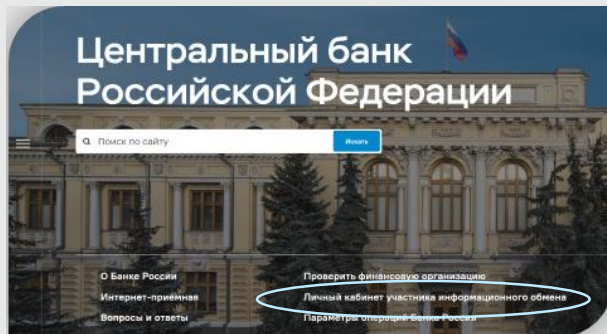 Центральный банк
Российской Федерации
Поиск по сайту
Искать
О Банке России
Проверить финансовую организацию
Интернет-приёмная
Личный кабинет участника информационного обмена
Вопросы и ответы
Параметры операций Банка России